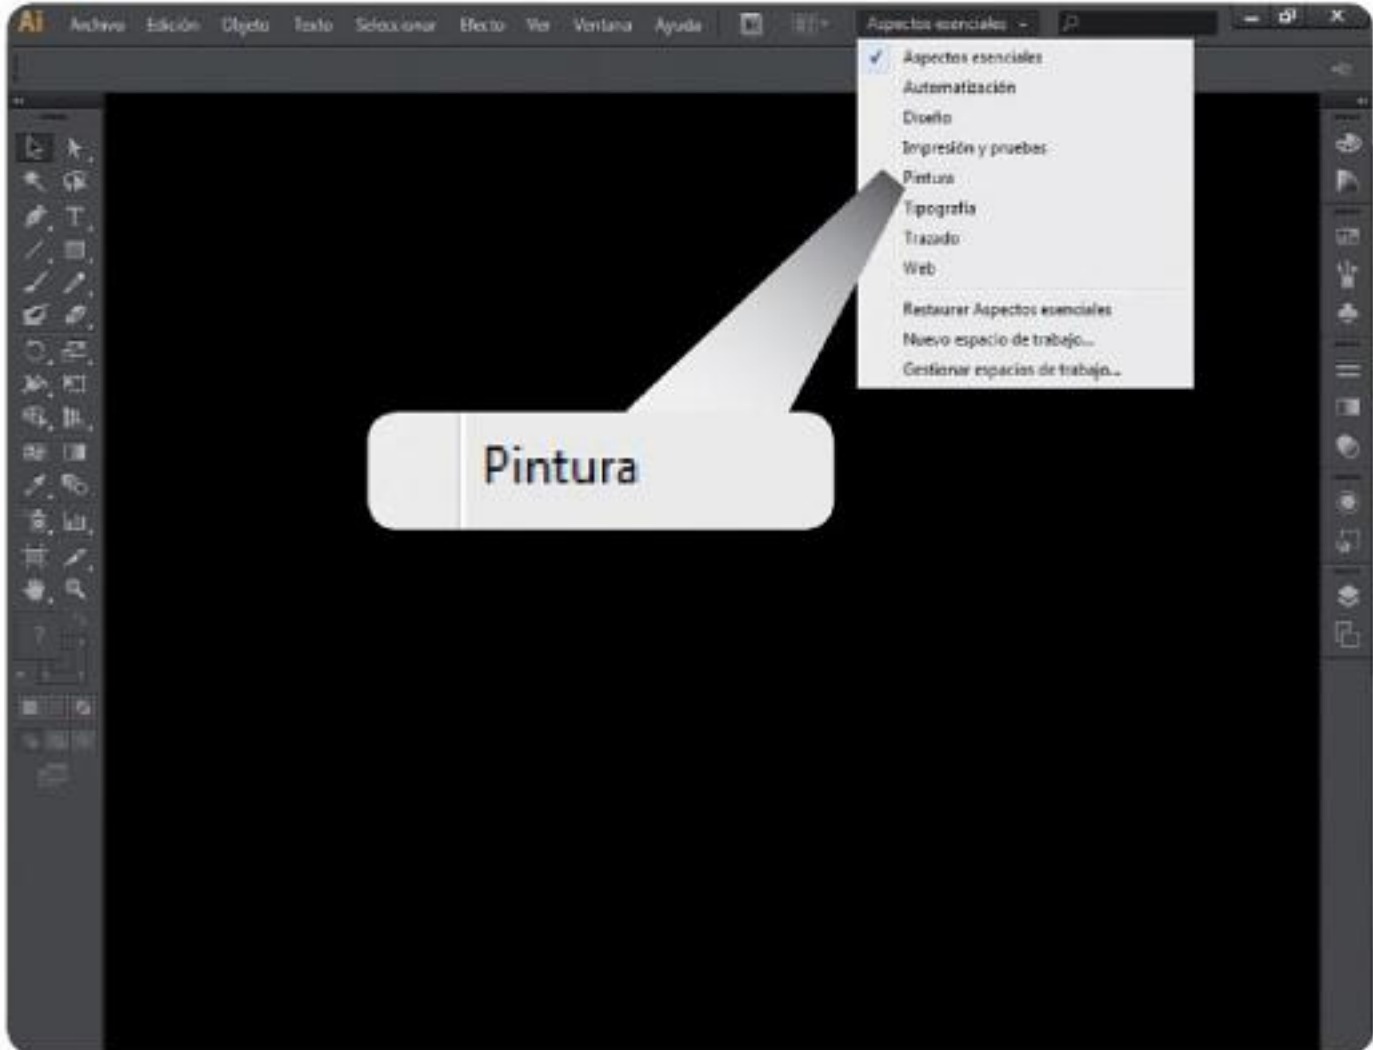 Ai Archivo Edición Objeto Texto Seleccionar Efecto Ver Ventana Ayuda Aspectos esenciales
Aspectos esenciales
Automatización
Diseño
Impresión y pruebas
Pintura
Tipografía
Trazado
Web
Restaurar Aspectos esenciales
Nuevo espacio de trabajo...
Gestionar espacios de trabajo...
Pintura